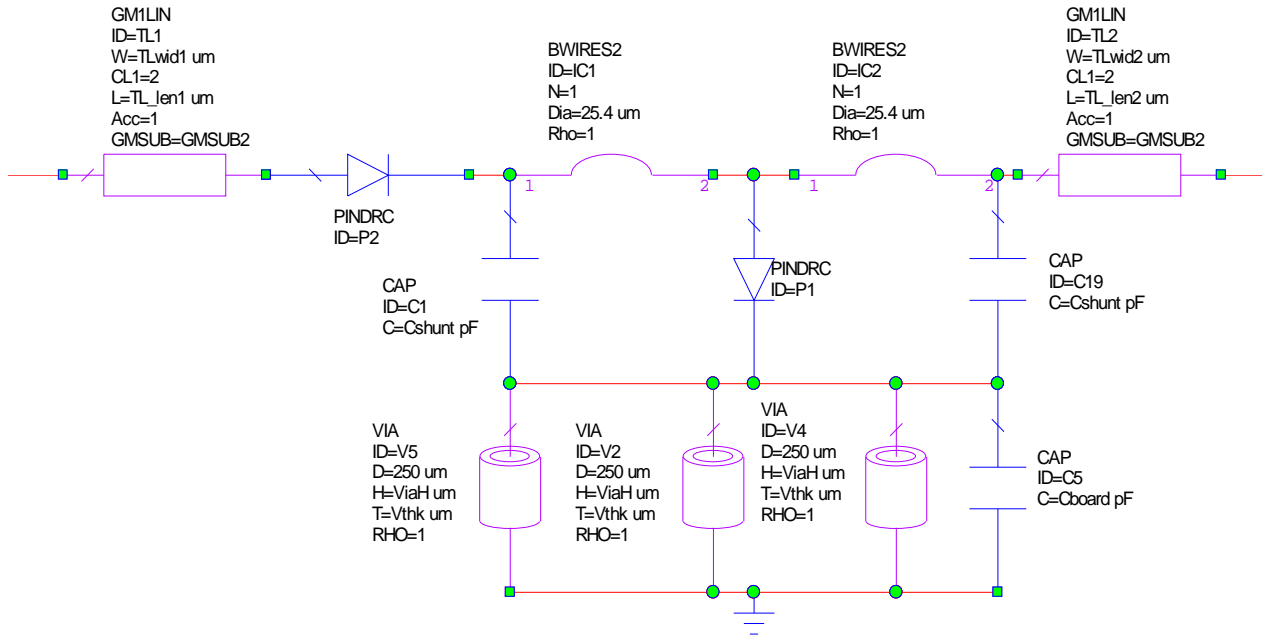 GM1LIN
ID=TL1
W=TLwid1 um
CL1=2
L=TL_len1 um
Acc=1
GMSUB=GMSUB2
BWIRES2
ID=IC1
N=1
Dia=25.4 um
Rho=1
BWIRES2
ID=IC2
N=1
Dia=25.4 um
Rho=1
GM1LIN
ID=TL2
W=TLwid2 um
CL1=2
L=TL_len2 um
Acc=1
GMSUB=GMSUB2
1
2
1
2
PINDRC
ID=P2
CAP
ID=C1
C=Cshunt pF
PINDRC
ID=P1
CAP
ID=C19
C=Cshunt pF
VIA
ID=V5
D=250 um
H=ViaH um
T=Vthk um
RHO=1
VIA
ID=V2
D=250 um
H=ViaH um
T=Vthk um
RHO=1
VIA
ID=V4
D=250 um
H=ViaH um
T=Vthk um
RHO=1
CAP
ID=C5
C=Cboard pF